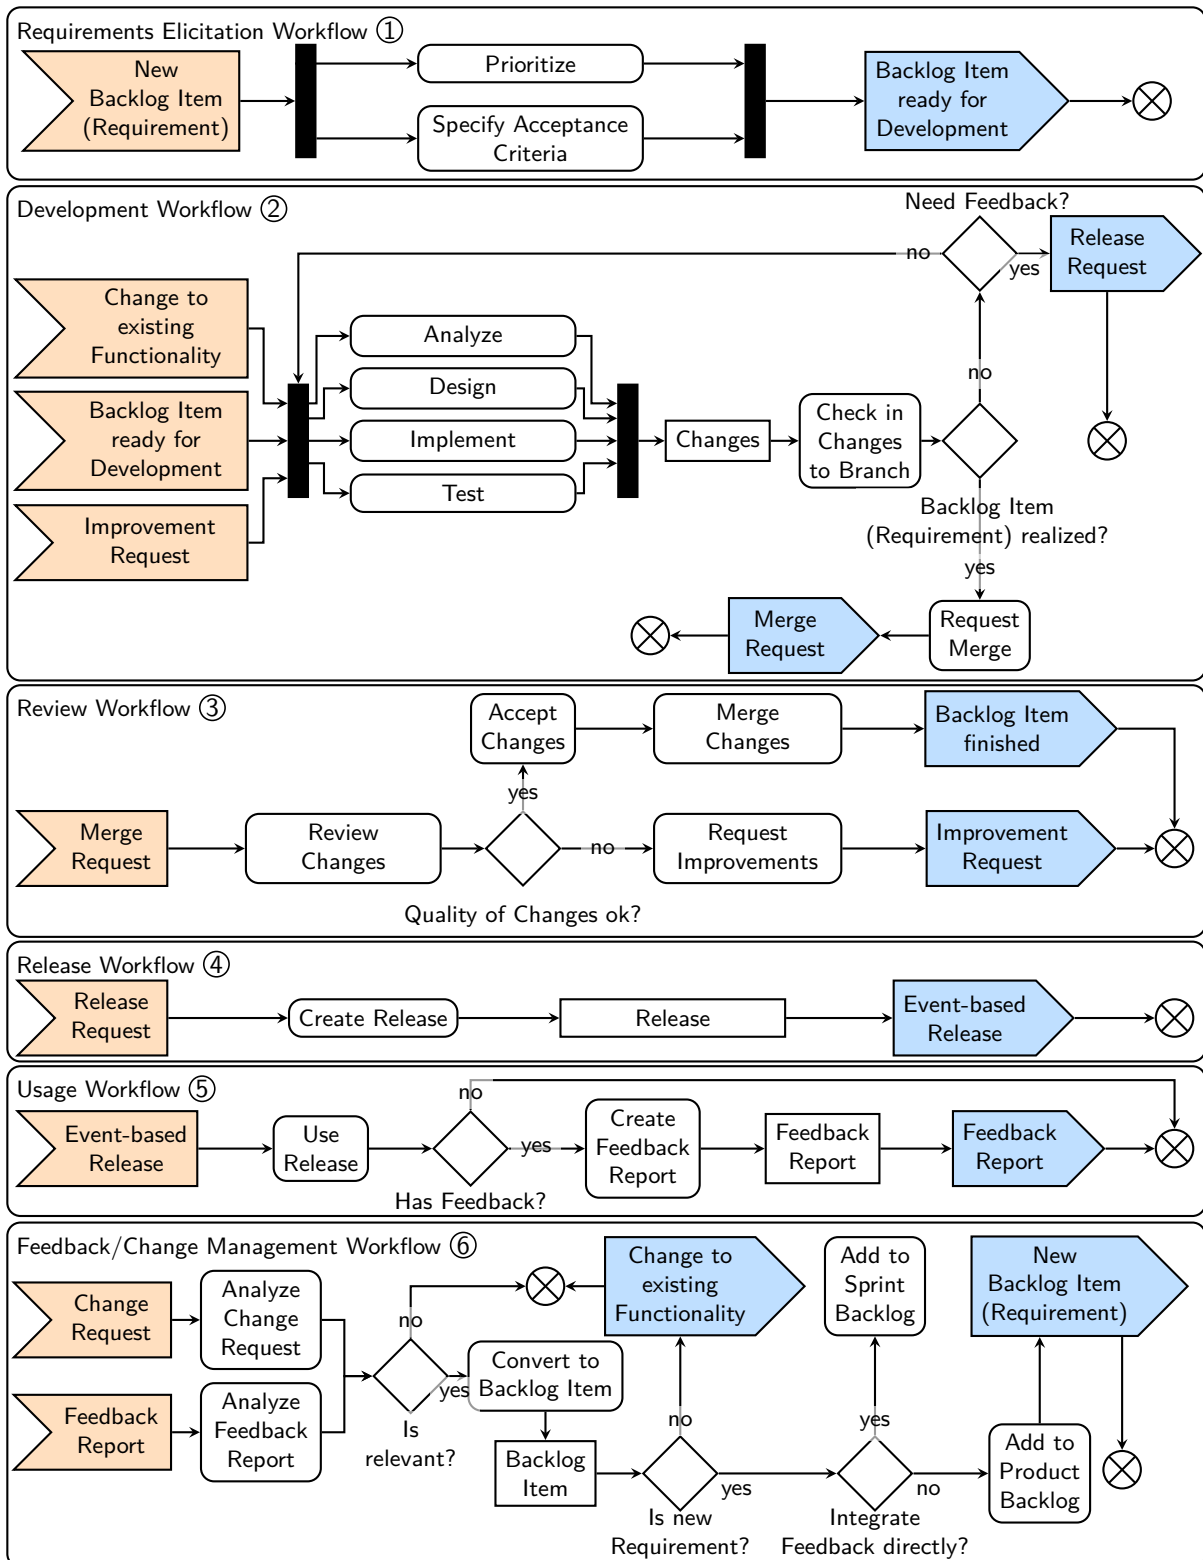 Requirements Elicitation Workflow ①
New
Backlog Item
(Requirement)
Prioritize
Specify Acceptance
Criteria
Backlog Item
ready for
Development
Development Workflow ②
Need Feedback?
no
yes
Release
Request
Change to
existing
Functionality
Backlog Item
ready for
Development
Improvement
Request
Analyze
Design
Implement
Test
Changes
Check in
Changes
to Branch
no
Backlog Item
(Requirement) realized?
yes
Request
Merge
Merge
Request
Review Workflow ③
Accept
Changes
Merge
Changes
Backlog Item
finished
yes
Merge
Request
Review
Changes
no
Request
Improvements
Improvement
Request
Quality of Changes ok?
Release Workflow ④
Release
Request
Create Release
Release
Event-based
Release
Usage Workflow ⑤
no
Event-based
Release
Use
Release
yes
Has Feedback?
Create
Feedback
Report
Feedback
Report
Feedback
Report
Feedback/Change Management Workflow ⑥
Change
Request
Analyze
Change
Request
Feedback
Report
Analyze
Feedback
Report
no
yes
Is
relevant?
Convert to
Backlog Item
Backlog
Item
Change to
existing
Functionality
no
yes
Is new
Requirement?
Add to
Sprint
Backlog
yes
no
Integrate
Feedback directly?
New
Backlog Item
(Requirement)
Add to
Product
Backlog